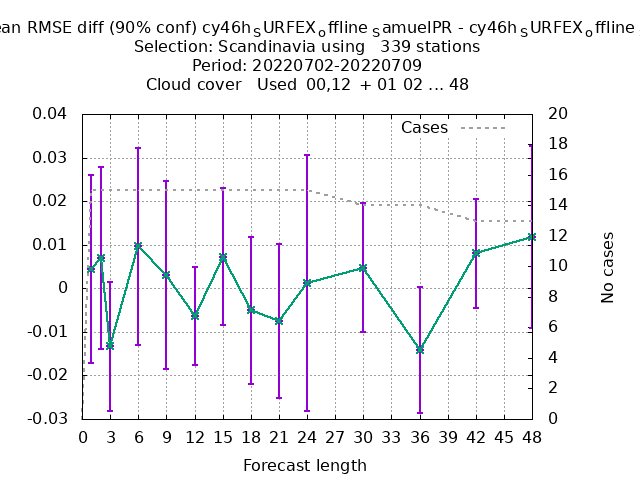 ean RMSE diff (90% conf) cy46h_SURFEX_offline_SamuelPR - cy46h_SURFEX_offline_S
Selection: Scandinavia using 339 stations
Period: 20220702-20220709
Cloud cover Used 00,12 + 01 02 ... 48
Cases
0.04
0.03
0.02
0.01
0
-0.01
-0.02
-0.03
20
18
16
14
12
10
8
6
4
2
0
No cases
0 3 6 9 12 15 18 21 24 27 30 33 36 39 42 45 48
Forecast length